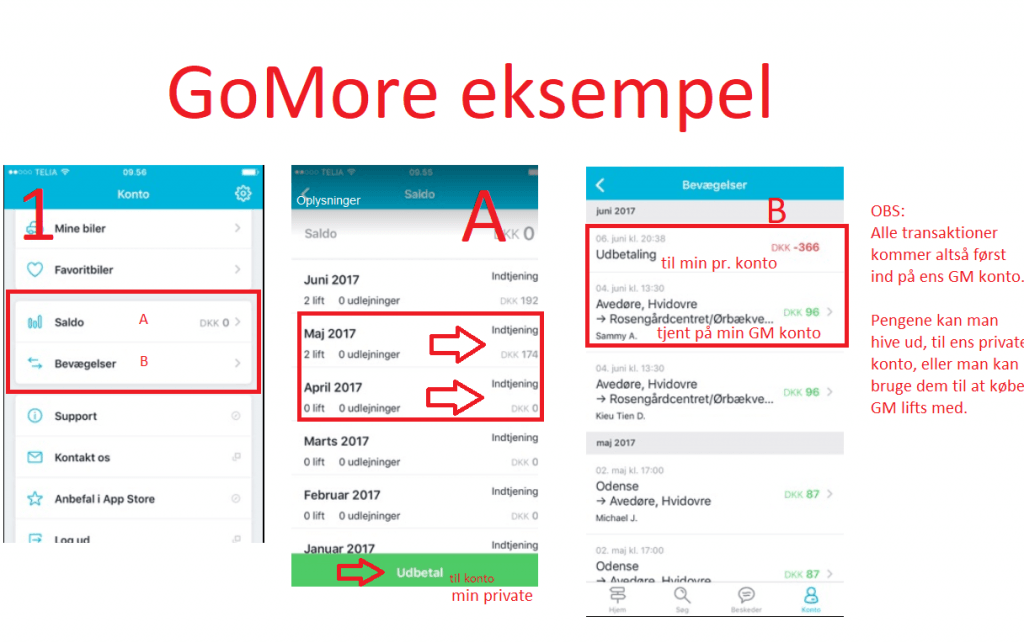 GoMore eksempel
TELIA 09.56
1
Konto
Mine biler
Favoritbiler
Saldo A DKK 0
Bevægelser B
Support
Kontakt os
Anbefal i App Store
Log ud
TELIA 09.55
Oplysninger Saldo
A
Saldo DKK 0
Juni 2017 Indtjening
2 lift 0 udlejninger DKK 192
Maj 2017 Indtjening
2 lift 0 udlejninger DKK 174
April 2017 Indtjening
0 lift 0 udlejninger DKK 0
Marts 2017 Indtjening
0 lift 0 udlejninger DKK 0
Februar 2017 Indtjening
0 lift 0 udlejninger DKK 0
Januar 2017 Indtjening
Udbetal til konto
min private
Bevægelser
juni 2017
B
06. juni kl. 20:38
Udbetaling DKK -366
til min pr. konto
04. juni kl. 13:30
Avedøre, Hvidovre
→ Rosengårdcentret/Ørbækve... DKK 96
Sammy A. tjent på min GM konto
04. juni kl. 13:30
Avedøre, Hvidovre
→ Rosengårdcentret/Ørbækve... DKK 96
Kieu Tien D.
maj 2017
02. maj kl. 17:00
Odense
→ Avedøre, Hvidovre DKK 87
Michael J.
02. maj kl. 17:00
Odense
→ Avedøre, Hvidovre DKK 87
Hjem Søg Beskeder Konto
OBS:
Alle transaktioner
kommer altså først
ind på ens GM konto.
Pengene kan man
hive ud, til ens private
konto, eller man kan
bruge dem til at købe
GM lifts med.